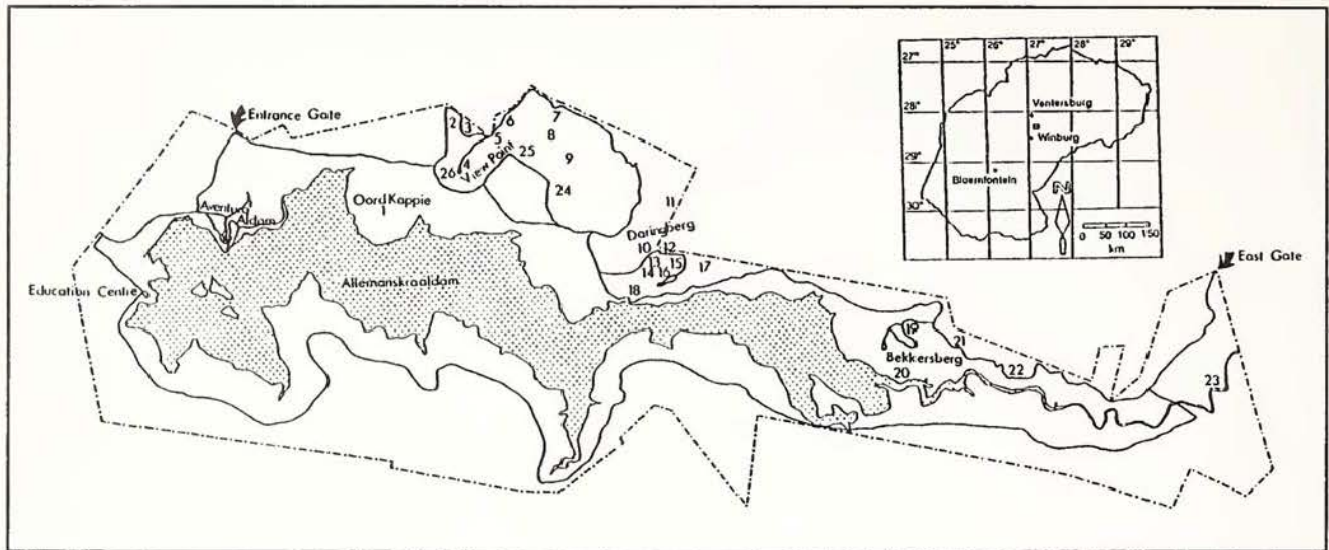 25° 26° 27° 28° 29°
27°
28°
29°
30°
Ventersburg
Winburg
Bloemfontein
N
0 50 100 150
km
Entrance Gate
2 3 6 7
5 8
4 View Point 25 9
26 24
Oord Kappie
Aventura
Aldam
11
Daringberg
10 12
13 15 17
14 16
18
East Gate
Education Centre
Allemanskraaldam
19
21
Bekkersberg
20 22
23